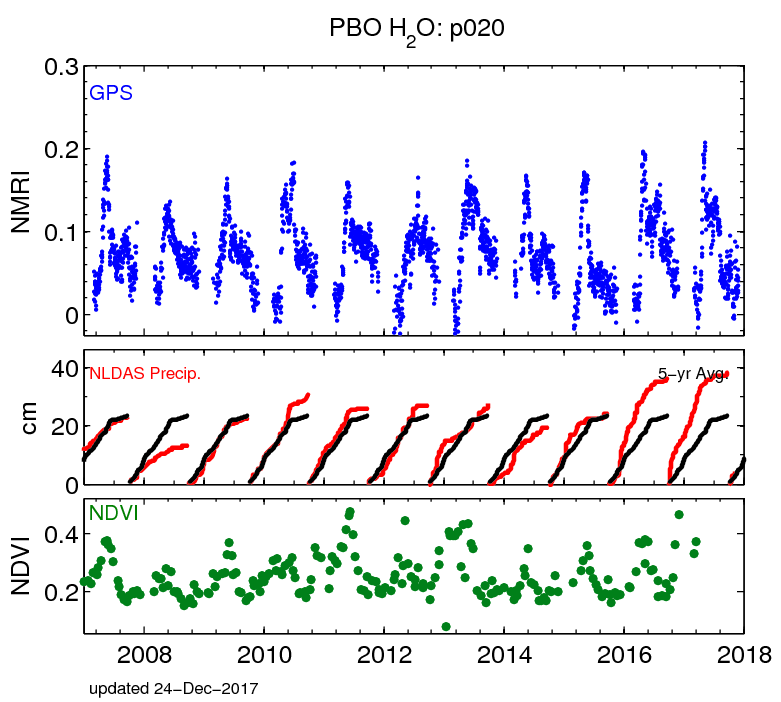 PBO H2O: p020
0.3
GPS
0.2
NMRI
0.1
0
40
NLDAS Precip.
5−yr Avg.
cm
20
0
NDVI
0.4
NDVI
0.2
2008 2010 2012 2014 2016 2018
updated 24−Dec−2017